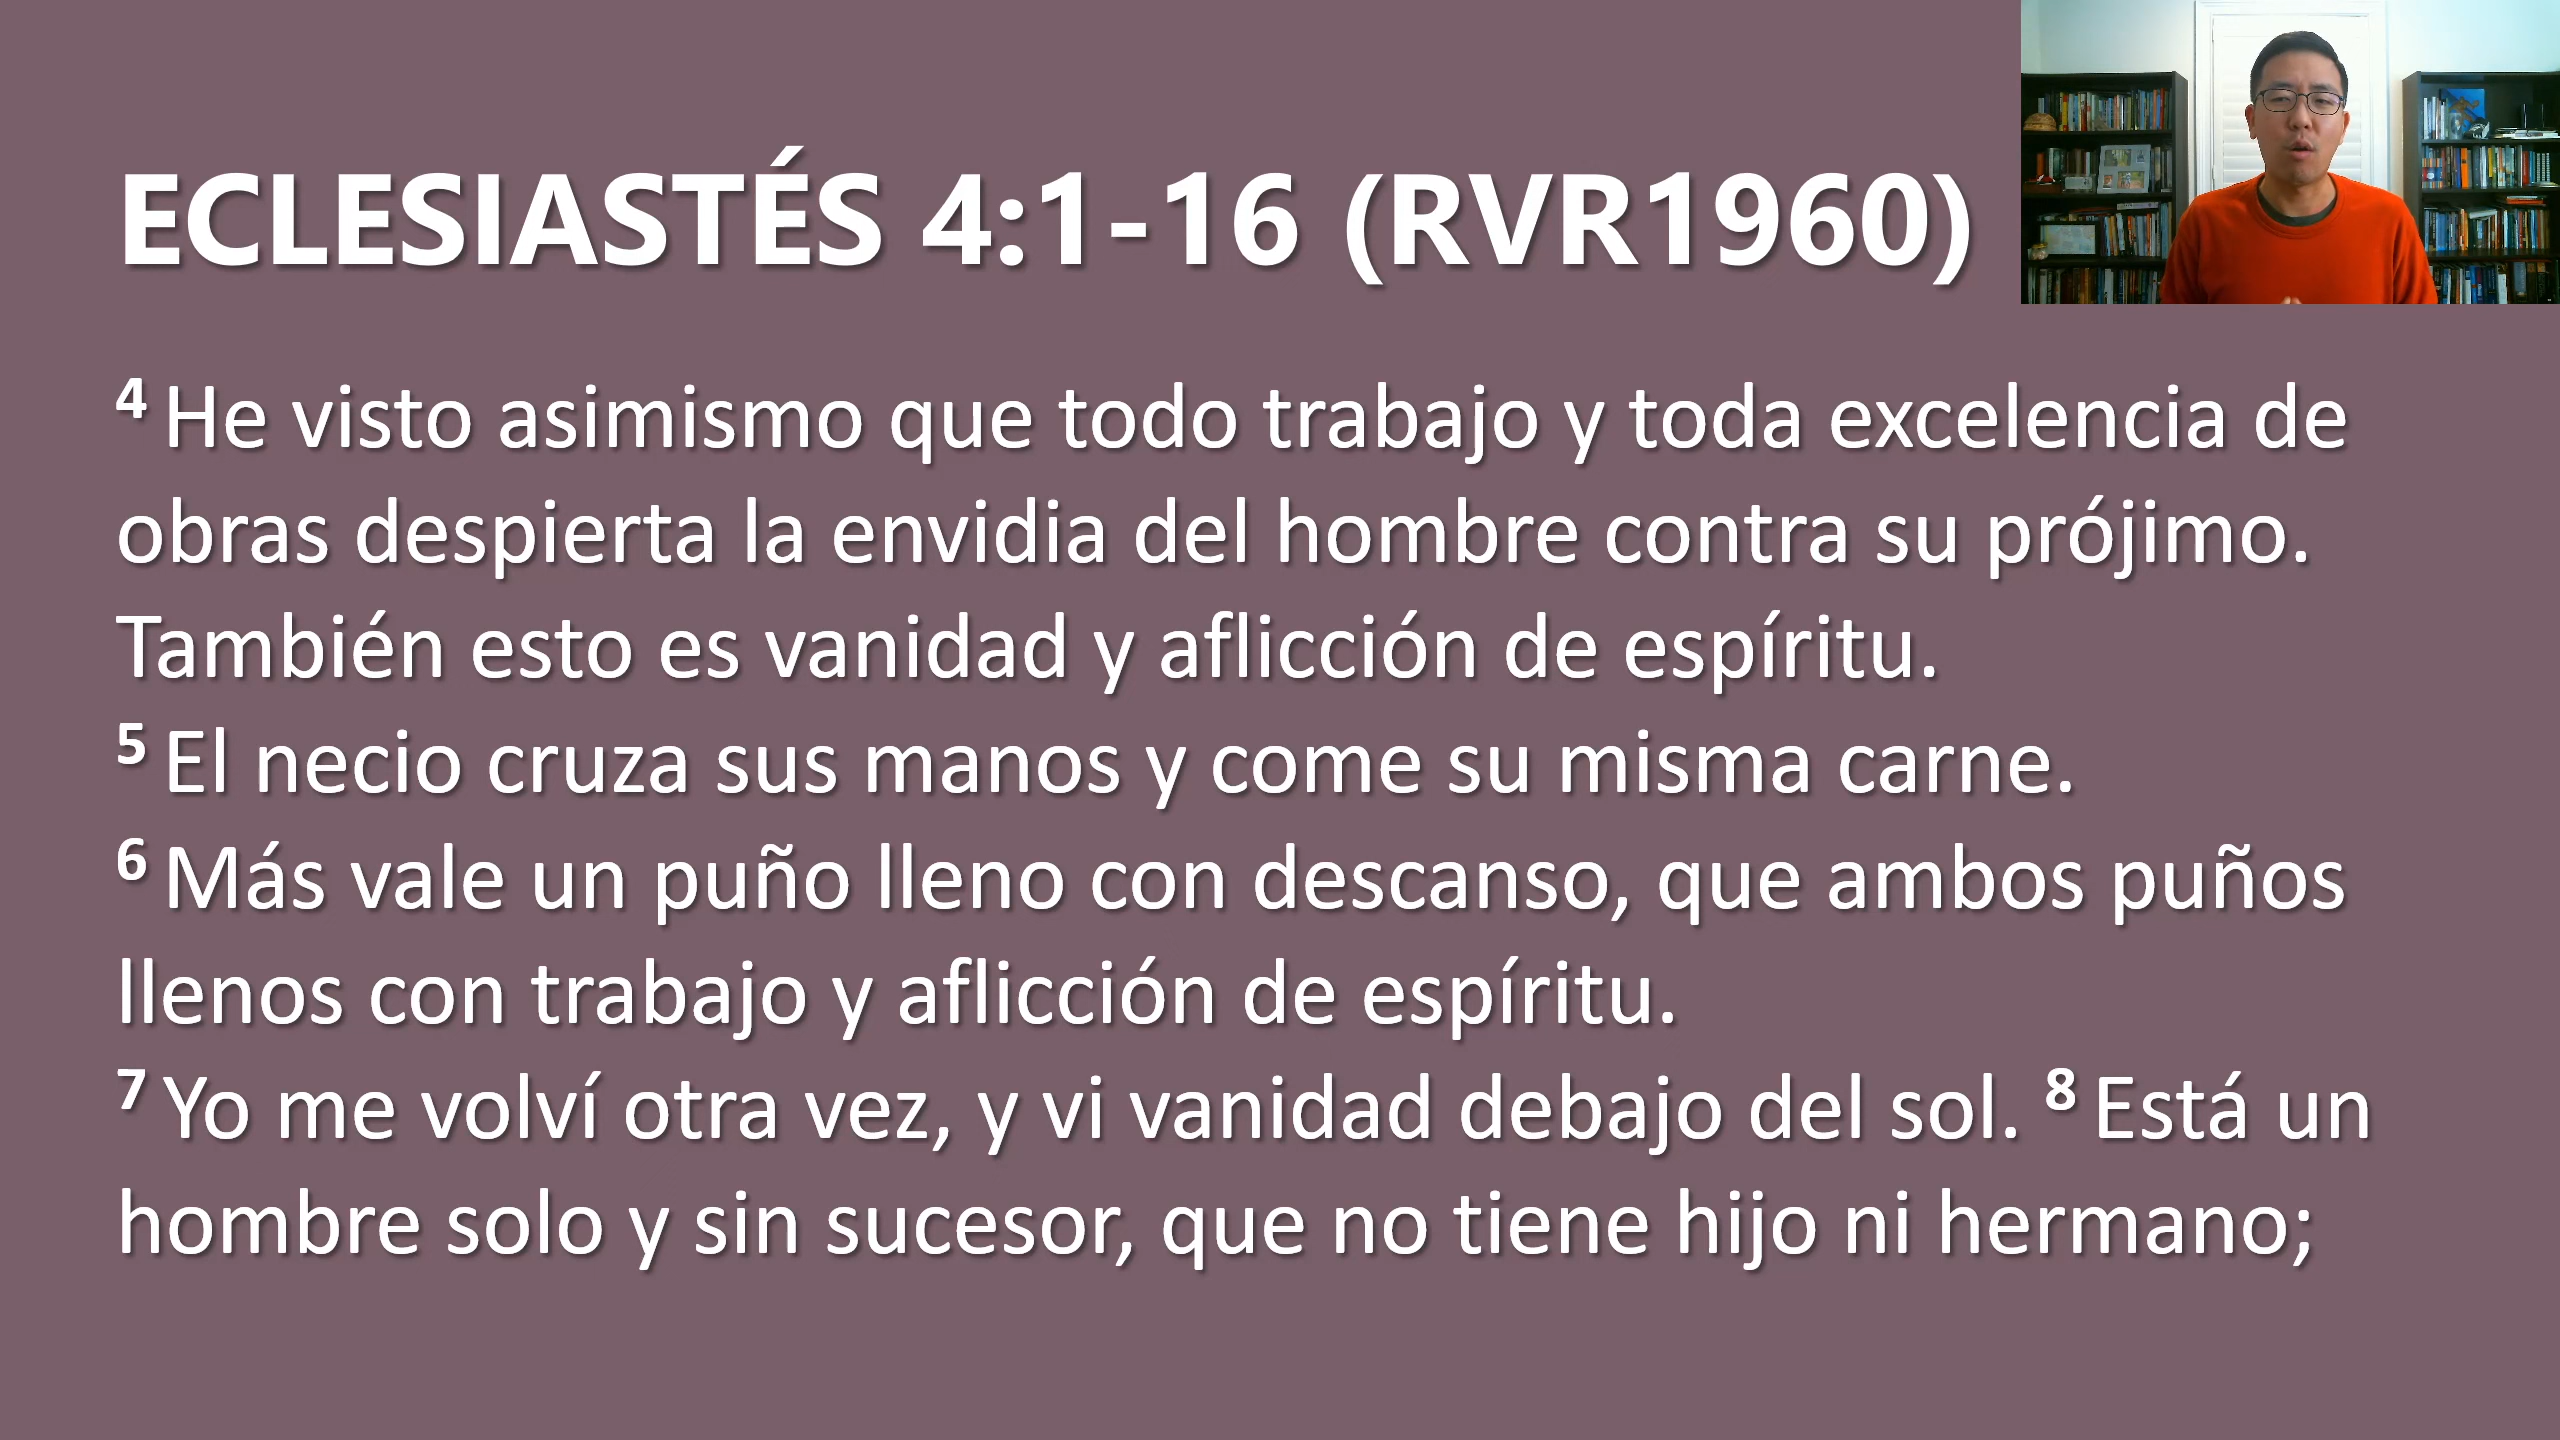 ECLESIASTÉS 4:1-16 (RVR1960)
4 He visto asimismo que todo trabajo y toda excelencia de
obras despierta la envidia del hombre contra su prójimo.
También esto es vanidad y aflicción de espíritu.
5 El necio cruza sus manos y come su misma carne.
6 Más vale un puño lleno con descanso, que ambos puños
llenos con trabajo y aflicción de espíritu.
7 Yo me volví otra vez, y vi vanidad debajo del sol. 8 Está un
hombre solo y sin sucesor, que no tiene hijo ni hermano;